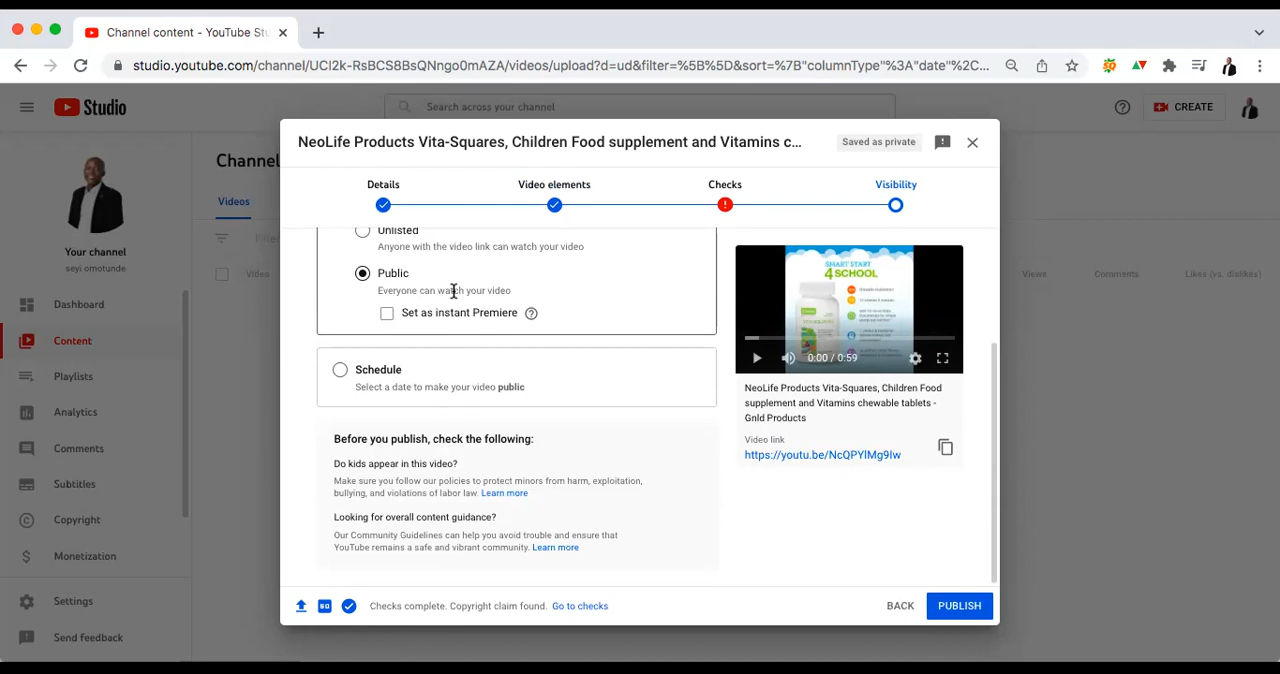 Channel content - YouTube Stu
studio.youtube.com/channel/UCI2k-RsBCS8BsQNngo0mAZA/videos/upload?d=ud&filter=%5B%5D&sort=%7B"columnType"%3A"date"%2C...
Studio
Search across your channel
CREATE
Your channel
seyi omotunde
Dashboard
Content
Playlists
Analytics
Comments
Subtitles
Copyright
Monetization
Settings
Send feedback
Channel
Videos
Filter
Video
Views
Comments
Likes (vs. dislikes)
NeoLife Products Vita-Squares, Children Food supplement and Vitamins c...
Saved as private
Details
Video elements
Checks
Visibility
Unlisted
Anyone with the video link can watch your video
Public
Everyone can watch your video
Set as instant Premiere
Schedule
Select a date to make your video public
Before you publish, check the following:
Do kids appear in this video?
Make sure you follow our policies to protect minors from harm, exploitation,
bullying, and violations of labor law. Learn more
Looking for overall content guidance?
Our Community Guidelines can help you avoid trouble and ensure that
YouTube remains a safe and vibrant community. Learn more
SMART START
4 SCHOOL
0:00 / 0:59
NeoLife Products Vita-Squares, Children Food
supplement and Vitamins chewable tablets -
Gnld Products
Video link
https://youtu.be/NcQPYlMg9Iw
SD
Checks complete. Copyright claim found. Go to checks
BACK
PUBLISH